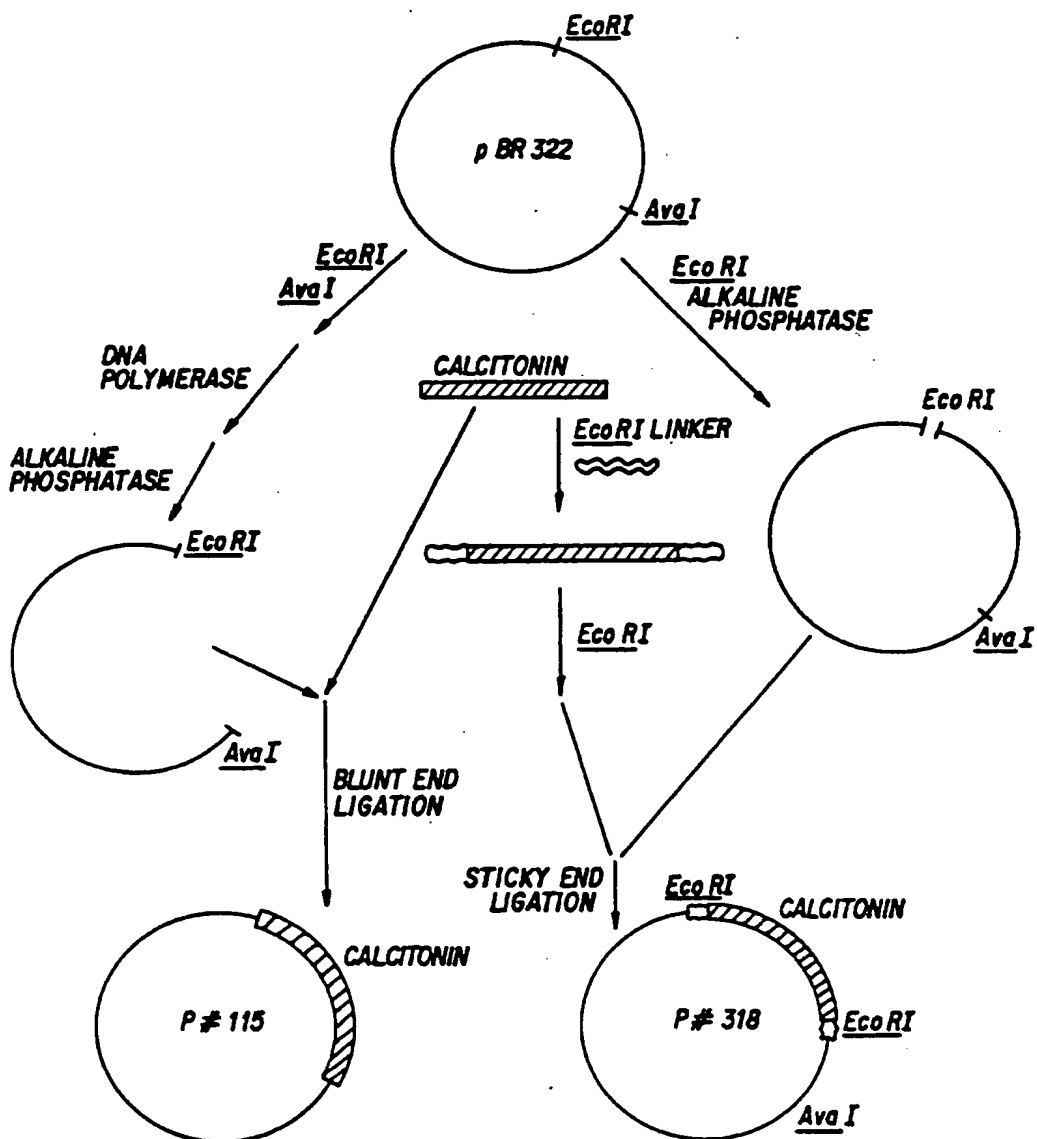 EcoRI
p BR 322
AvaI
EcoRI
AvaI
EcoRI
ALKALINE
PHOSPHATASE
DNA
POLYMERASE
CALCITONIN
EcoRI LINKER
EcoRI
ALKALINE
PHOSPHATASE
EcoRI
EcoRI
AvaI
AvaI
BLUNT END
LIGATION
STICKY END
LIGATION
EcoRI
CALCITONIN
CALCITONIN
P # 115
P # 318
EcoRI
AvaI